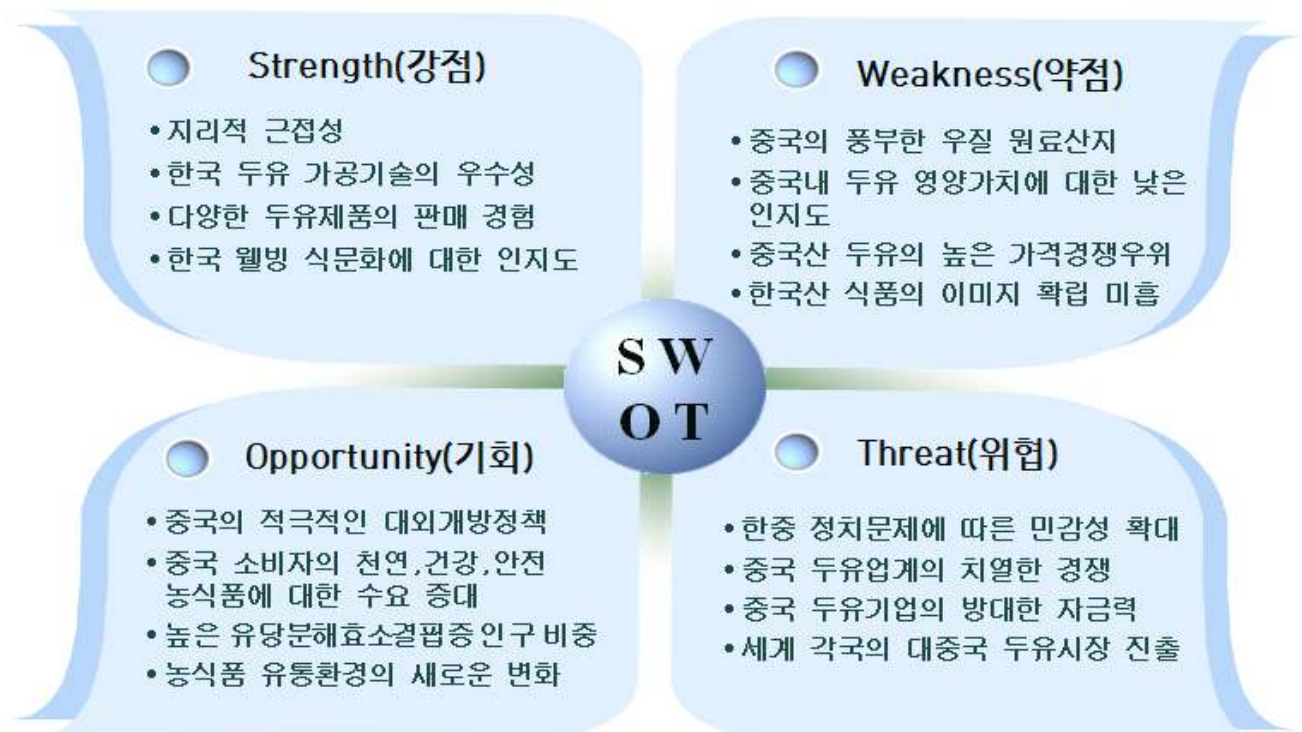 Strength(강점)
• 지리적 근접성
• 한국 두유 가공기술의 우수성
• 다양한 두유제품의 판매 경험
• 한국 웰빙 식문화에 대한 인지도
Weakness(약점)
• 중국의 풍부한 우질 원료산지
• 중국내 두유 영양가치에 대한 낮은
인지도
• 중국산 두유의 높은 가격경쟁우위
• 한국산 식품의 이미지 확립 미흡
S W
O T
Opportunity(기회)
• 중국의 적극적인 대외개방정책
• 중국 소비자의 천연,건강,안전
농식품에 대한 수요 증대
• 높은 유당분해효소결핍증인구 비중
• 농식품 유통환경의 새로운 변화
Threat(위협)
• 한중 정치문제에 따른 민감성 확대
• 중국 두유업계의 치열한 경쟁
• 중국 두유기업의 방대한 자금력
• 세계 각국의 대중국 두유시장 진출